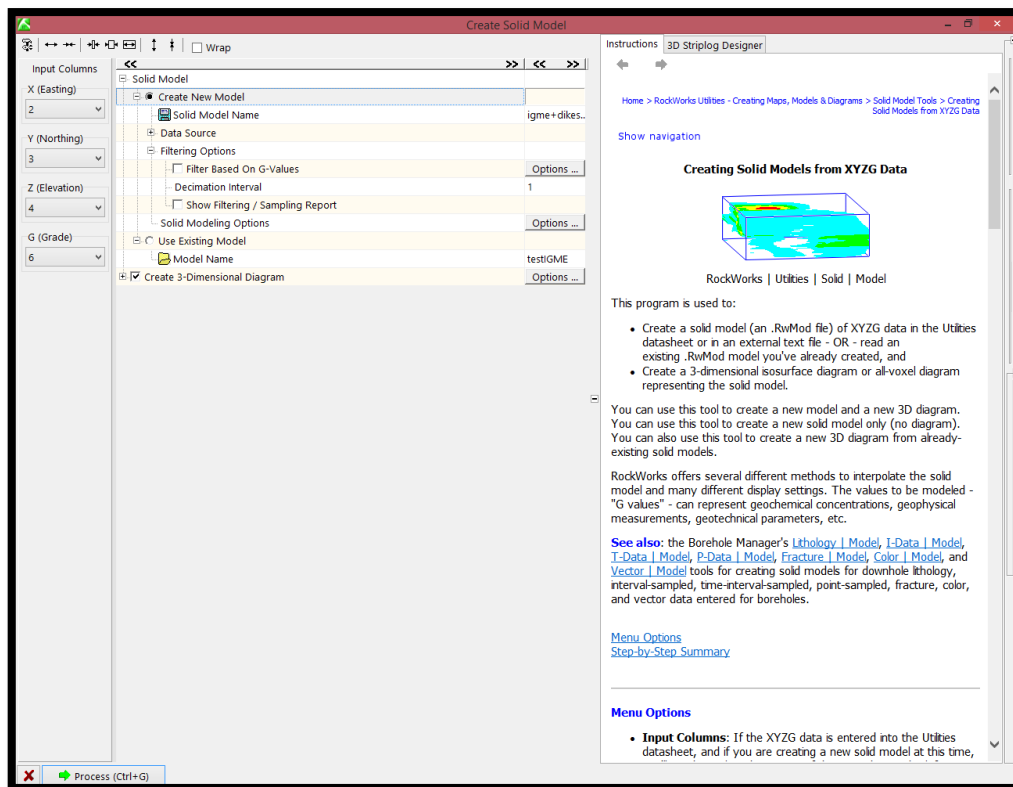 Create Solid Model
Wrap
Input Columns
X (Easting)
2
Y (Northing)
3
Z (Elevation)
4
G (Grade)
6
<< >> << >>
Solid Model
Create New Model
Solid Model Name igme+dikes..
Data Source
Filtering Options
Filter Based On G-Values Options ...
Decimation Interval 1
Show Filtering / Sampling Report
Solid Modeling Options Options ...
Use Existing Model
Model Name testIGME
Create 3-Dimensional Diagram Options ...
Process (Ctrl+G)
Instructions 3D Striplog Designer
Home > RockWorks Utilities - Creating Maps, Models & Diagrams > Solid Model Tools > Creating
Solid Models from XYZG Data
Show navigation
Creating Solid Models from XYZG Data
RockWorks | Utilities | Solid | Model
This program is used to:
• Create a solid model (an .RwMod file) of XYZG data in the Utilities
datasheet or in an external text file - OR - read an
existing .RwMod model you've already created, and
• Create a 3-dimensional isosurface diagram or all-voxel diagram
representing the solid model.
You can use this tool to create a new model and a new 3D diagram.
You can use this tool to create a new solid model only (no diagram).
You can also use this tool to create a new 3D diagram from already-
existing solid models.
RockWorks offers several different methods to interpolate the solid
model and many different display settings. The values to be modeled -
"G values" - can represent geochemical concentrations, geophysical
measurements, geotechnical parameters, etc.
See also: the Borehole Manager's Lithology | Model, I-Data | Model,
T-Data | Model, P-Data | Model, Fracture | Model, Color | Model, and
Vector | Model tools for creating solid models for downhole lithology,
interval-sampled, time-interval-sampled, point-sampled, fracture, color,
and vector data entered for boreholes.
Menu Options
Step-by-Step Summary
Menu Options
• Input Columns: If the XYZG data is entered into the Utilities
datasheet, and if you are creating a new solid model at this time,